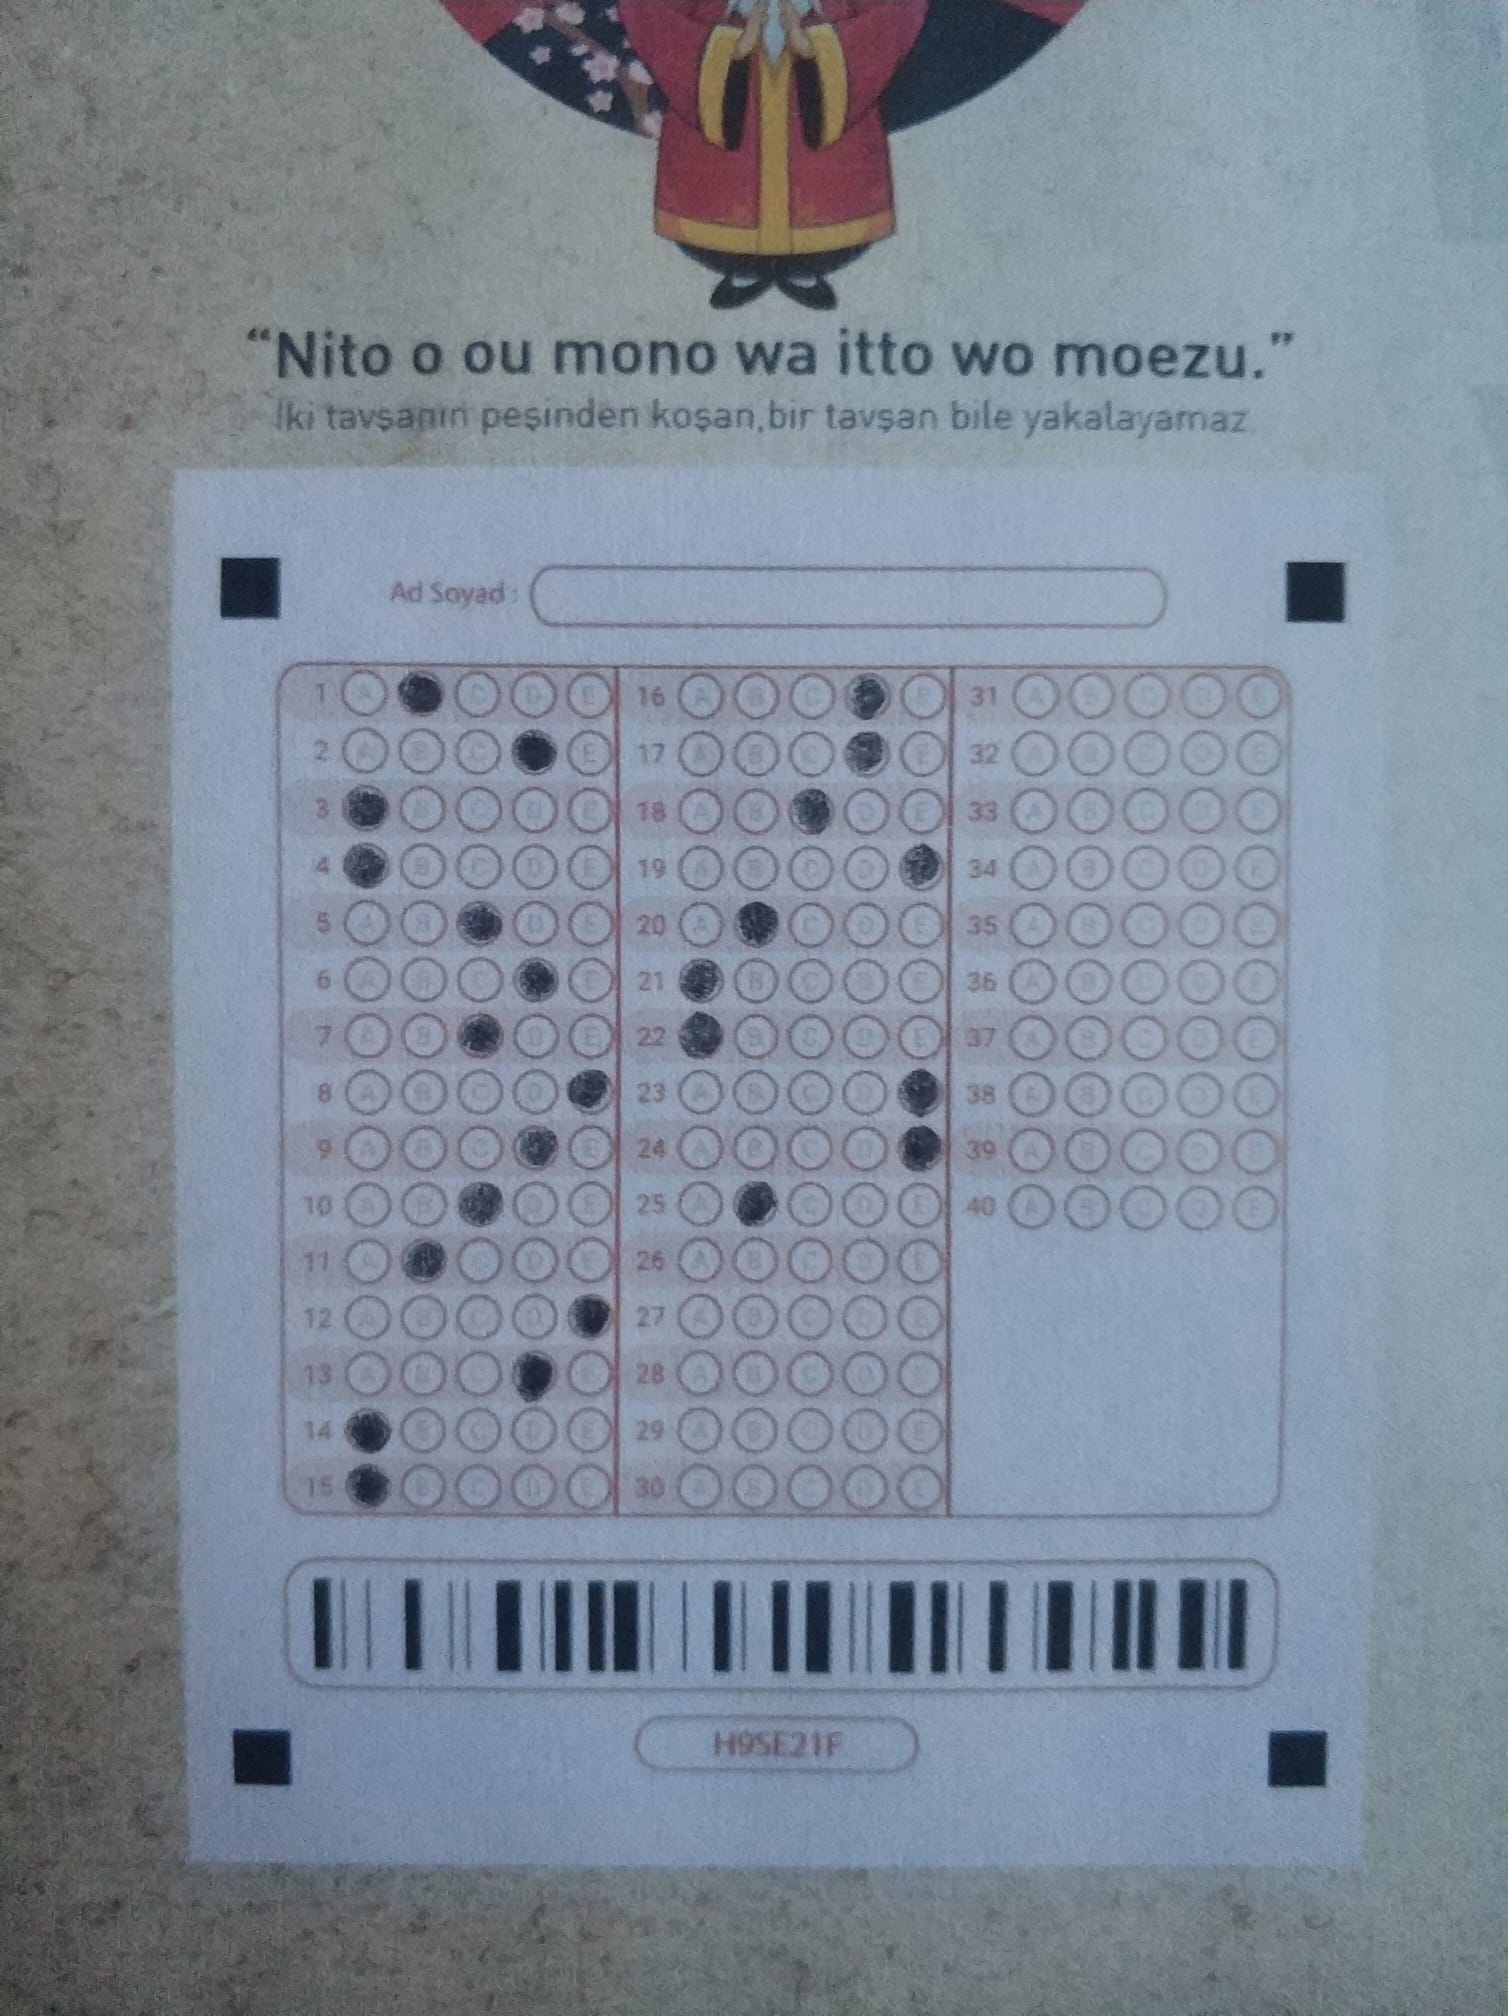 “Nito o ou mono wa itto wo moezu.”
İki tavşanın peşinden koşan,bir tavşan bile yakalayamaz.
Ad Soyad :
1 A C D E 16 A B C E 31 A B C D E
2 A B C E 17 A B C E 32 A B C D E
3 B C D E 18 A B D E 33 A B C D E
4 B C D E 19 A B C D 34 A B C D E
5 A B D E 20 A C D E 35 A B C D E
6 A B C E 21 B C D E 36 A B C D E
7 A B D E 22 B C D E 37 A B C D E
8 A B C D 23 A B C D 38 A B C D E
9 A B C E 24 A B C D 39 A B C D E
10 A B D E 25 A C D E 40 A B C D E
11 A C D E 26 A B C D E
12 A B C D 27 A B C D E
13 A B C E 28 A B C D E
14 B C D E 29 A B C D E
15 B C D E 30 A B C D E
H9SE21F